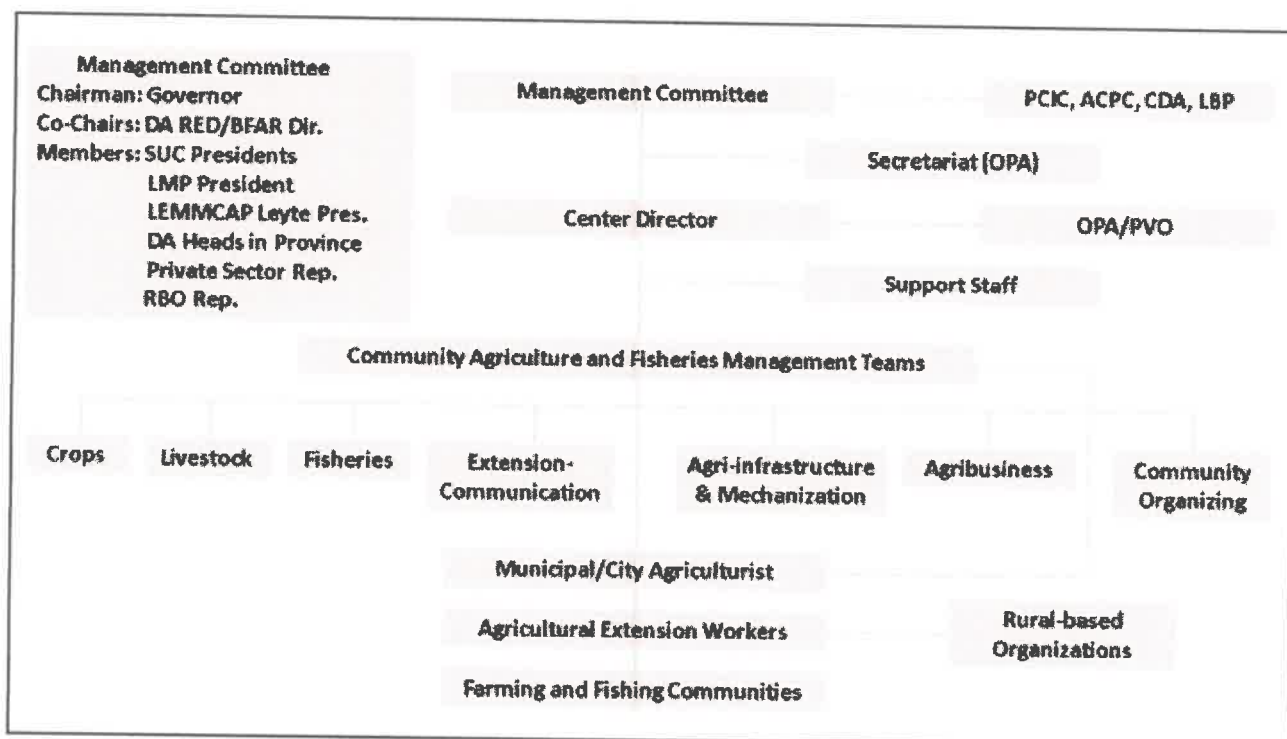 Management Committee
Chairman: Governor
Co-Chairs: DA RED/BFAR Dir.
Members: SUC Presidents
LMP President
LEMMCAP Leyte Pres.
DA Heads in Province
Private Sector Rep.
RBO Rep.
Management Committee
PCIC, ACPC, CDA, LBP
Secretariat (OPA)
Center Director
OPA/PVO
Support Staff
Community Agriculture and Fisheries Management Teams
Crops
Livestock
Fisheries
Extension-
Communication
Agri-infrastructure
& Mechanization
Agribusiness
Community
Organizing
Municipal/City Agriculturist
Agricultural Extension Workers
Rural-based
Organizations
Farming and Fishing Communities